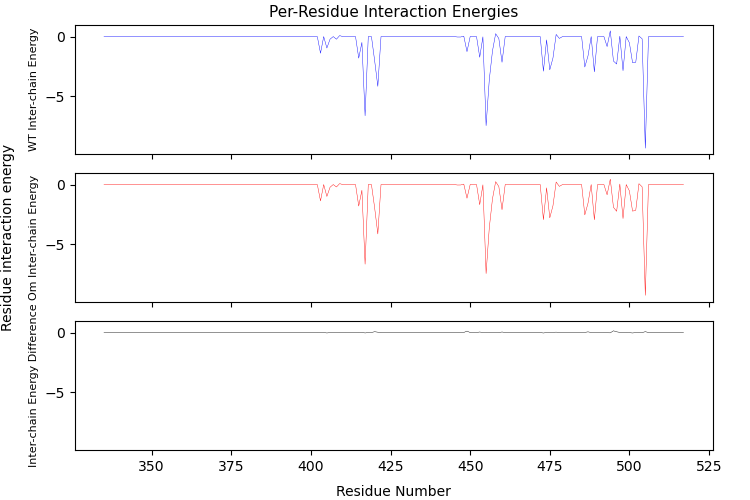 Per-Residue Interaction Energies
Residue interaction energy
WT Inter-chain Energy
0
−5
Om Inter-chain Energy
0
−5
Inter-chain Energy Difference
0
−5
350
375
400
425
450
475
500
525
Residue Number